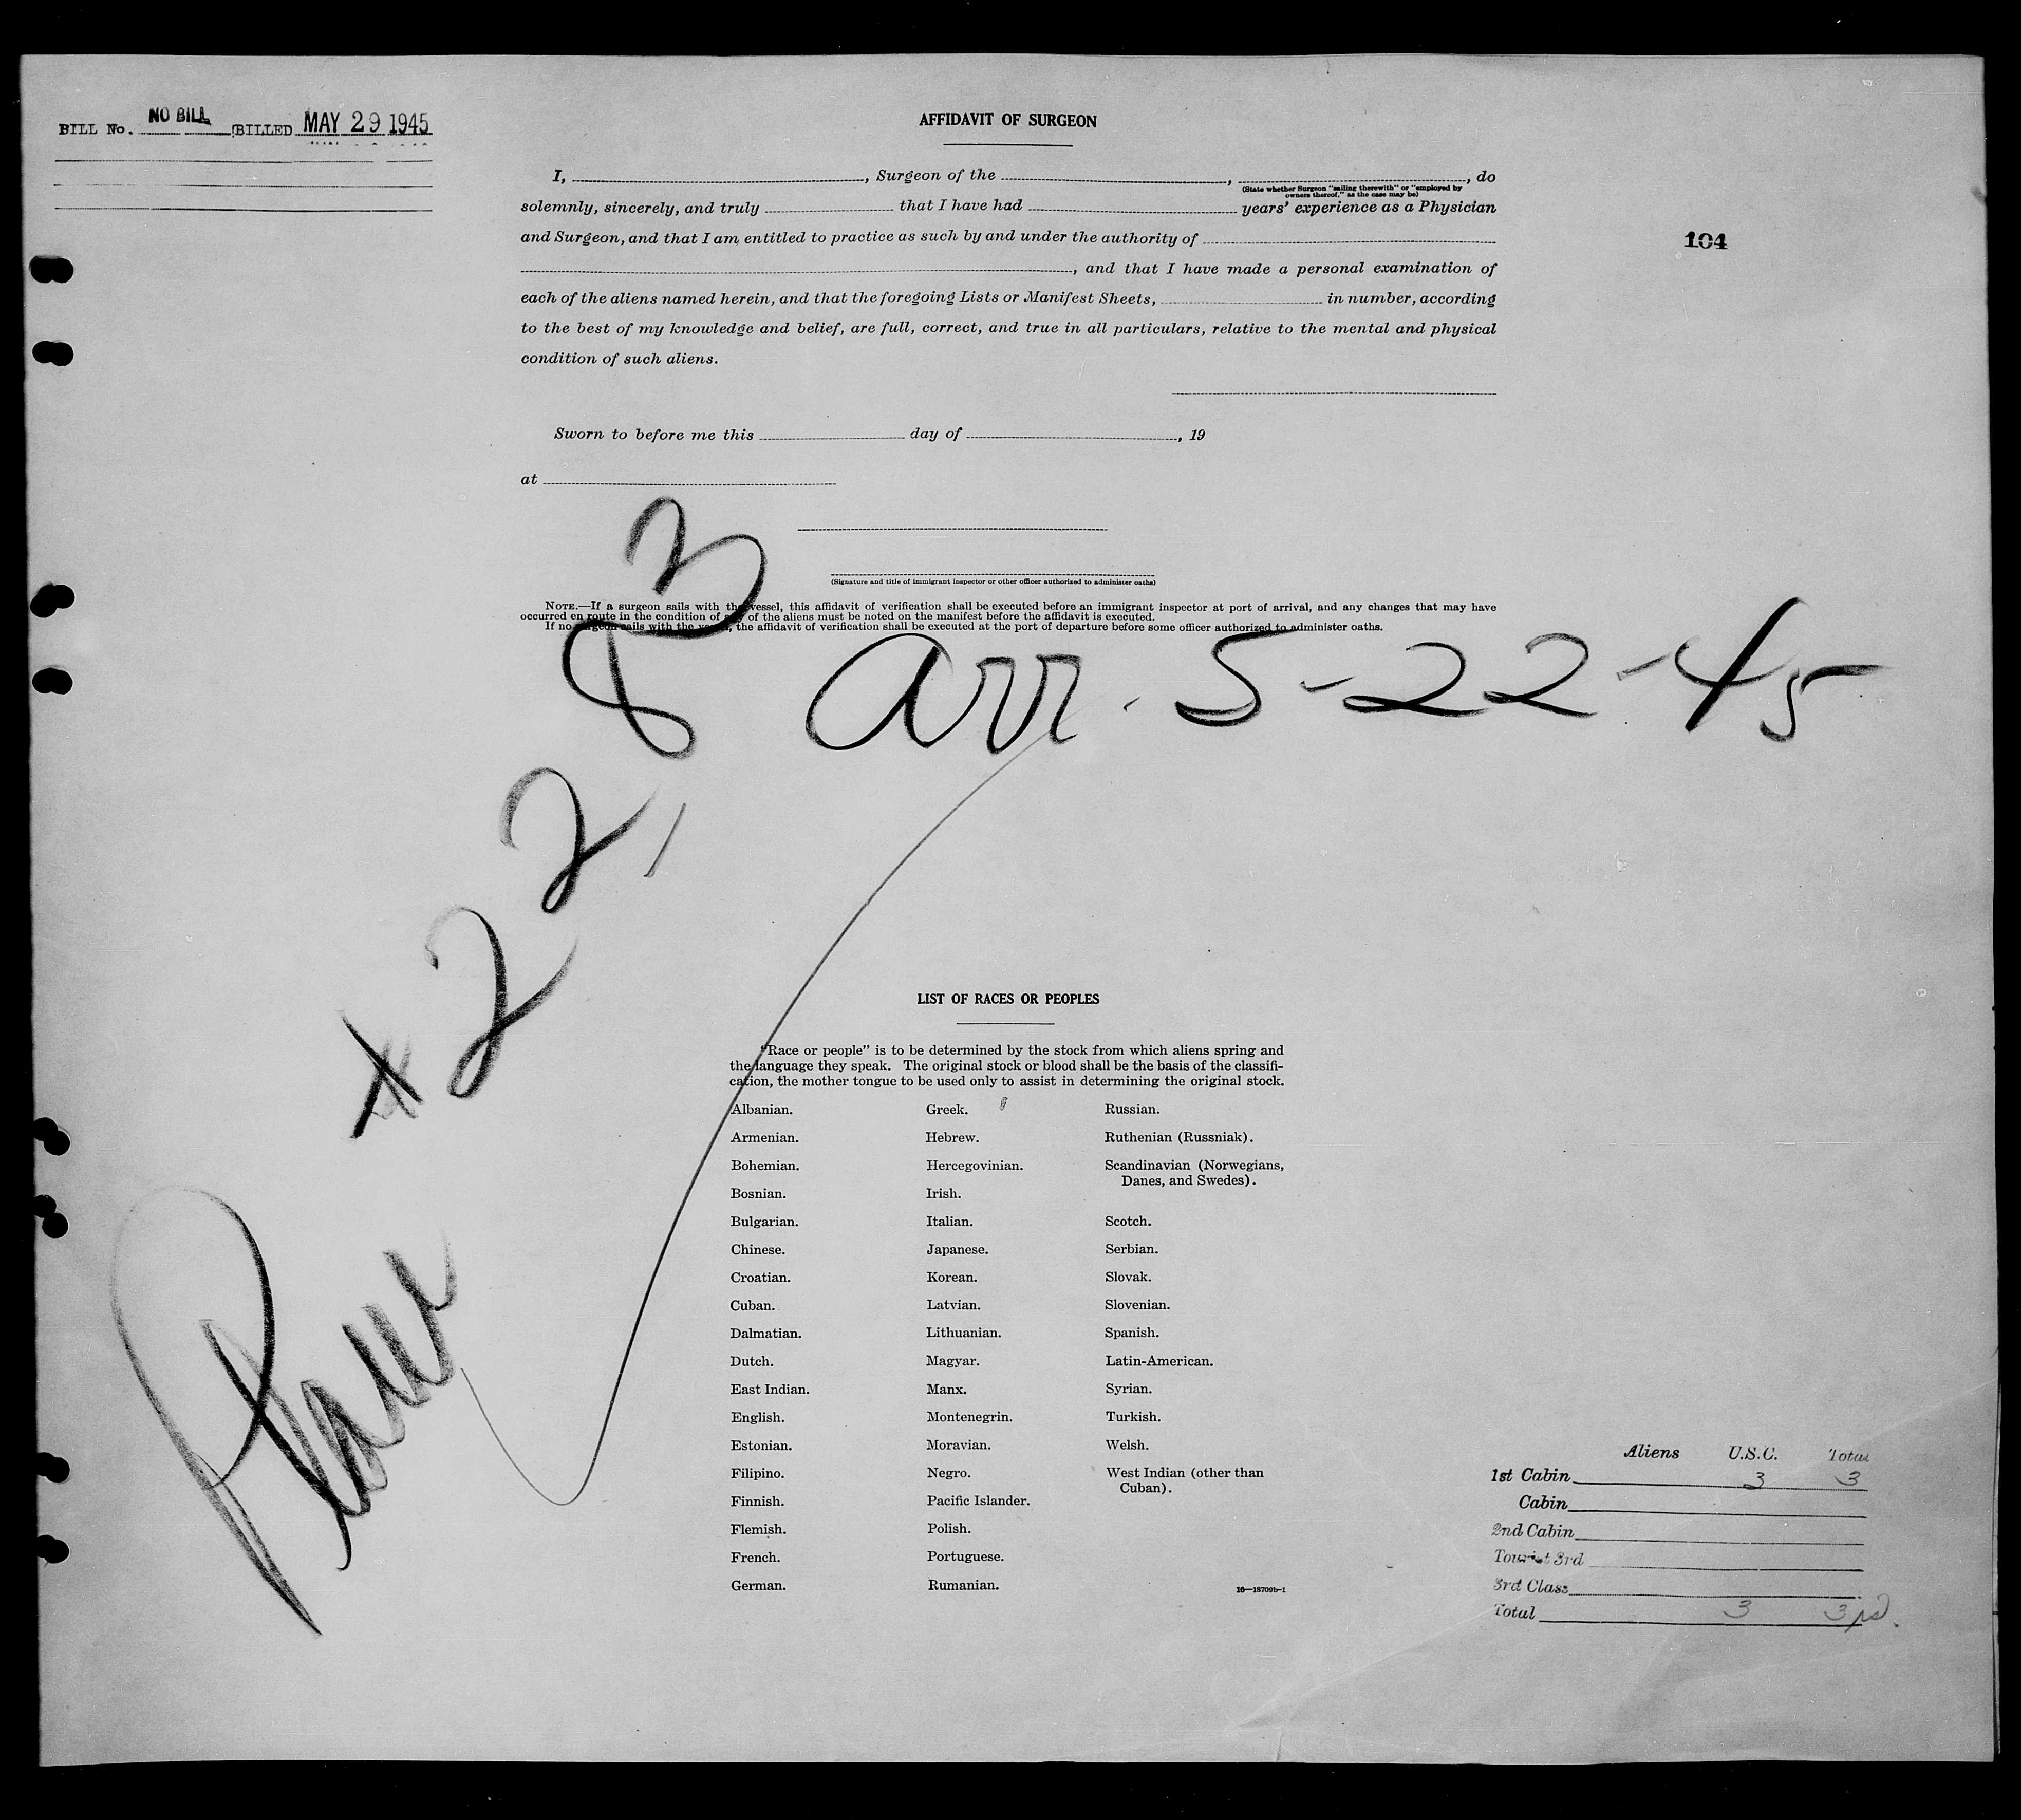 BILL No. NO BILL BILLED MAY 29 1945
AFFIDAVIT OF SURGEON
I, , Surgeon of the , , do
(State whether Surgeon "sailing therewith" or "employed by
owners thereof," as the case may be)
solemnly, sincerely, and truly that I have had years' experience as a Physician
and Surgeon, and that I am entitled to practice as such by and under the authority of
104
, and that I have made a personal examination of
each of the aliens named herein, and that the foregoing Lists or Manifest Sheets, in number, according
to the best of my knowledge and belief, are full, correct, and true in all particulars, relative to the mental and physical
condition of such aliens.
Sworn to before me this day of , 19
at
(Signature and title of immigrant inspector or other officer authorized to administer oaths)
NOTE.—If a surgeon sails with the vessel, this affidavit of verification shall be executed before an immigrant inspector at port of arrival, and any changes that may have
occurred en route in the condition of any of the aliens must be noted on the manifest before the affidavit is executed.
If no surgeon sails with the vessel, the affidavit of verification shall be executed at the port of departure before some officer authorized to administer oaths.
arr. 5-22-45
Plane
LIST OF RACES OR PEOPLES
"Race or people" is to be determined by the stock from which aliens spring and
the language they speak. The original stock or blood shall be the basis of the classifi-
cation, the mother tongue to be used only to assist in determining the original stock.
Albanian.
Armenian.
Bohemian.
Bosnian.
Bulgarian.
Chinese.
Croatian.
Cuban.
Dalmatian.
Dutch.
East Indian.
English.
Estonian.
Filipino.
Finnish.
Flemish.
French.
German.
Greek.
Hebrew.
Hercegovinian.
Irish.
Italian.
Japanese.
Korean.
Latvian.
Lithuanian.
Magyar.
Manx.
Montenegrin.
Moravian.
Negro.
Pacific Islander.
Polish.
Portuguese.
Rumanian.
Russian.
Ruthenian (Russniak).
Scandinavian (Norwegians,
Danes, and Swedes).
Scotch.
Serbian.
Slovak.
Slovenian.
Spanish.
Latin-American.
Syrian.
Turkish.
Welsh.
West Indian (other than
Cuban).
16—18709b-1
Aliens U.S.C. Total
1st Cabin 3 3
Cabin
2nd Cabin
Tourist 3rd
3rd Class
Total 3 3